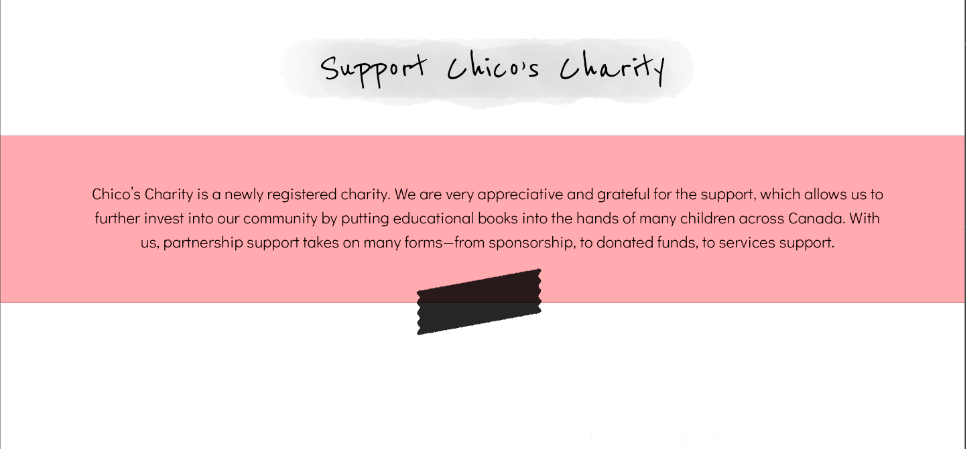 Support Chico's Charity
Chico's Charity is a newly registered charity. We are very appreciative and grateful for the support, which allows us to
further invest into our community by putting educational books into the hands of many children across Canada. With
us, partnership support takes on many forms—from sponsorship, to donated funds, to services support.